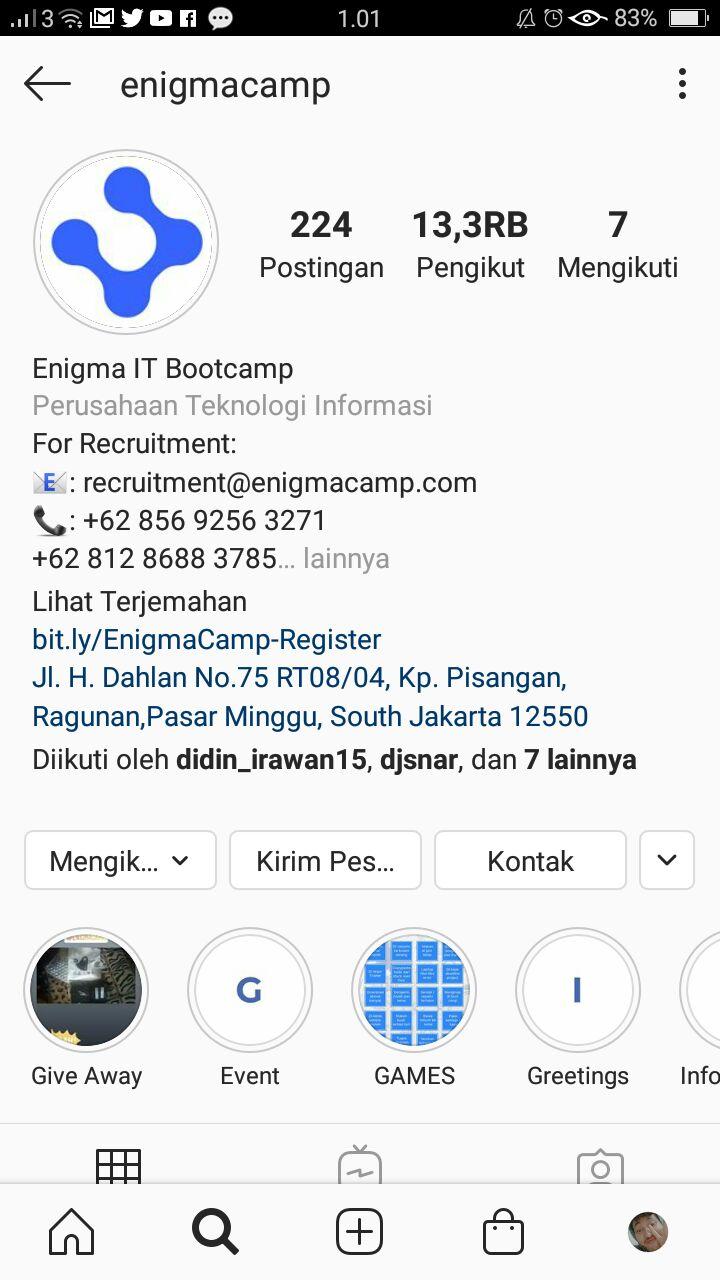 3 1.01 83%
enigmacamp
224 13,3RB 7
Postingan Pengikut Mengikuti
Enigma IT Bootcamp
Perusahaan Teknologi Informasi
For Recruitment:
E : recruitment@enigmacamp.com
: +62 856 9256 3271
+62 812 8688 3785... lainnya
Lihat Terjemahan
bit.ly/EnigmaCamp-Register
Jl. H. Dahlan No.75 RT08/04, Kp. Pisangan,
Ragunan,Pasar Minggu, South Jakarta 12550
Diikuti oleh didin_irawan15, djsnar, dan 7 lainnya
Mengik... Kirim Pes... Kontak
G I
Give Away Event GAMES Greetings Info